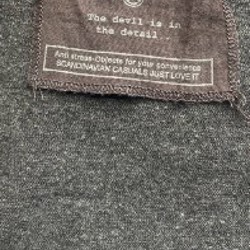 The devil is in
the detail.
Anti stress-Objects for your convenience
SCANDINAVIAN CASUALS JUST LOVE IT